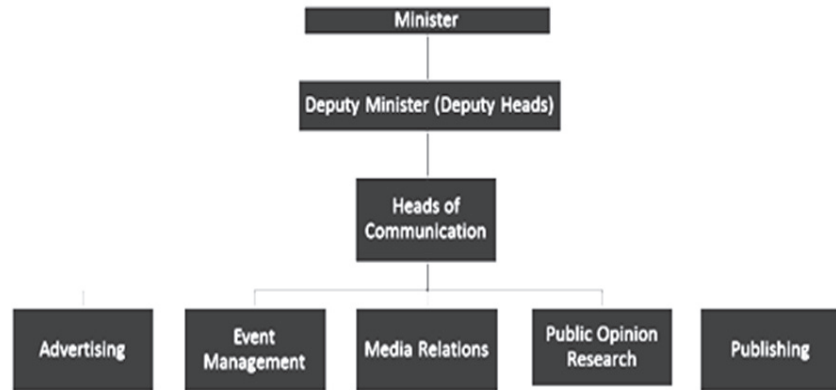 Minister
Deputy Minister (Deputy Heads)
Heads of
Communication
Advertising
Event
Management
Media Relations
Public Opinion
Research
Publishing